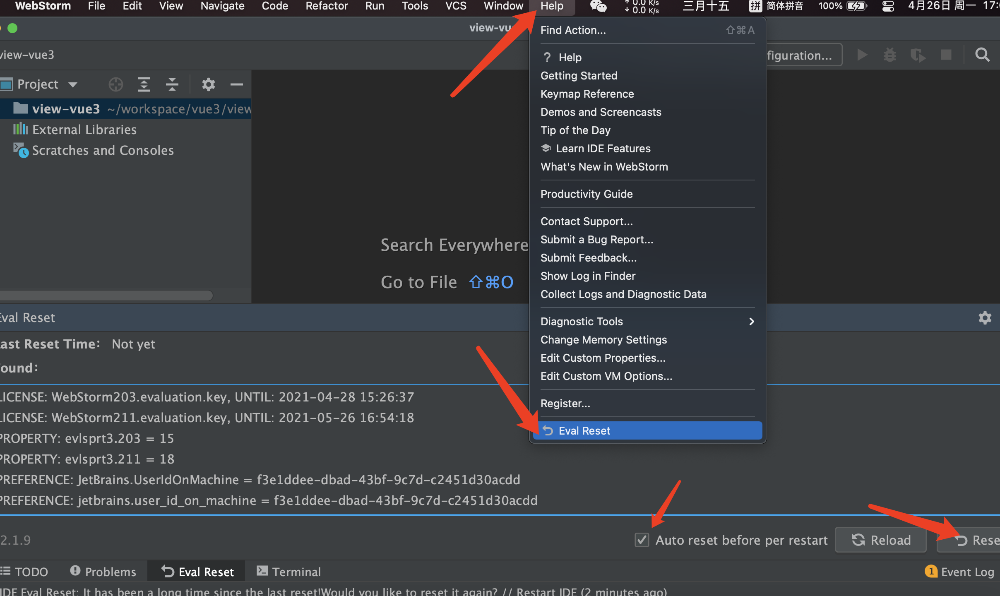 WebStorm File Edit View Navigate Code Refactor Run Tools VCS Window Help 0.0 K/s 三月十五 拼 简体拼音 100% 4月26日 周一 17:
0.0 K/s
view-vu
view-vue3
figuration...
Project
view-vue3 ~/workspace/vue3/view
External Libraries
Scratches and Consoles
Search Everywhere
Go to File ⇧⌘O
Find Action... ⇧⌘A
? Help
Getting Started
Keymap Reference
Demos and Screencasts
Tip of the Day
Learn IDE Features
What's New in WebStorm
Productivity Guide
Contact Support...
Submit a Bug Report...
Submit Feedback...
Show Log in Finder
Collect Logs and Diagnostic Data
Diagnostic Tools
Change Memory Settings
Edit Custom Properties...
Edit Custom VM Options...
Register...
Eval Reset
Eval Reset
Last Reset Time: Not yet
ound:
LICENSE: WebStorm203.evaluation.key, UNTIL: 2021-04-28 15:26:37
LICENSE: WebStorm211.evaluation.key, UNTIL: 2021-05-26 16:54:18
PROPERTY: evlsprt3.203 = 15
PROPERTY: evlsprt3.211 = 18
PREFERENCE: JetBrains.UserIdOnMachine = f3e1ddee-dbad-43bf-9c7d-c2451d30acdd
PREFERENCE: jetbrains.user_id_on_machine = f3e1ddee-dbad-43bf-9c7d-c2451d30acdd
2.1.9
Auto reset before per restart Reload Rese
TODO Problems Eval Reset Terminal 1 Event Log
IDE Eval Reset: It has been a long time since the last reset!Would you like to reset it again? // Restart IDE (2 minutes ago)